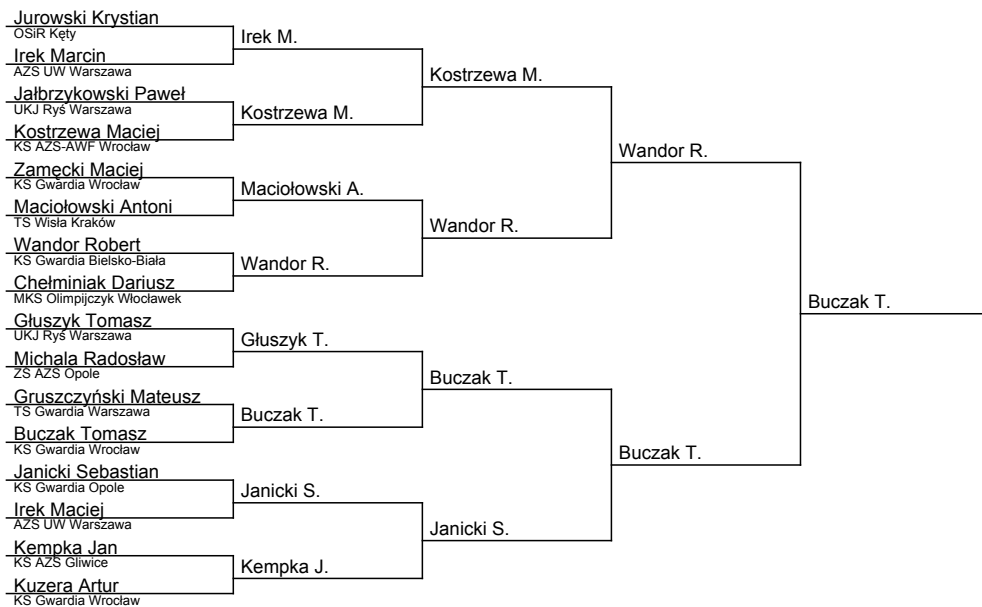 Jurowski Krystian
OSiR Kęty
Irek M.
Irek Marcin
AZS UW Warszawa
Kostrzewa M.
Jałbrzykowski Paweł
UKJ Ryś Warszawa
Kostrzewa M.
Kostrzewa Maciej
KS AZS-AWF Wrocław
Wandor R.
Zamęcki Maciej
KS Gwardia Wrocław
Maciołowski A.
Maciołowski Antoni
TS Wisła Kraków
Wandor R.
Wandor Robert
KS Gwardia Bielsko-Biała
Wandor R.
Chełminiak Dariusz
MKS Olimpijczyk Włocławek
Buczak T.
Głuszyk Tomasz
UKJ Ryś Warszawa
Głuszyk T.
Michala Radosław
ZS AZS Opole
Buczak T.
Gruszczyński Mateusz
TS Gwardia Warszawa
Buczak T.
Buczak Tomasz
KS Gwardia Wrocław
Buczak T.
Janicki Sebastian
KS Gwardia Opole
Janicki S.
Irek Maciej
AZS UW Warszawa
Janicki S.
Kempka Jan
KS AZS Gliwice
Kempka J.
Kuzera Artur
KS Gwardia Wrocław